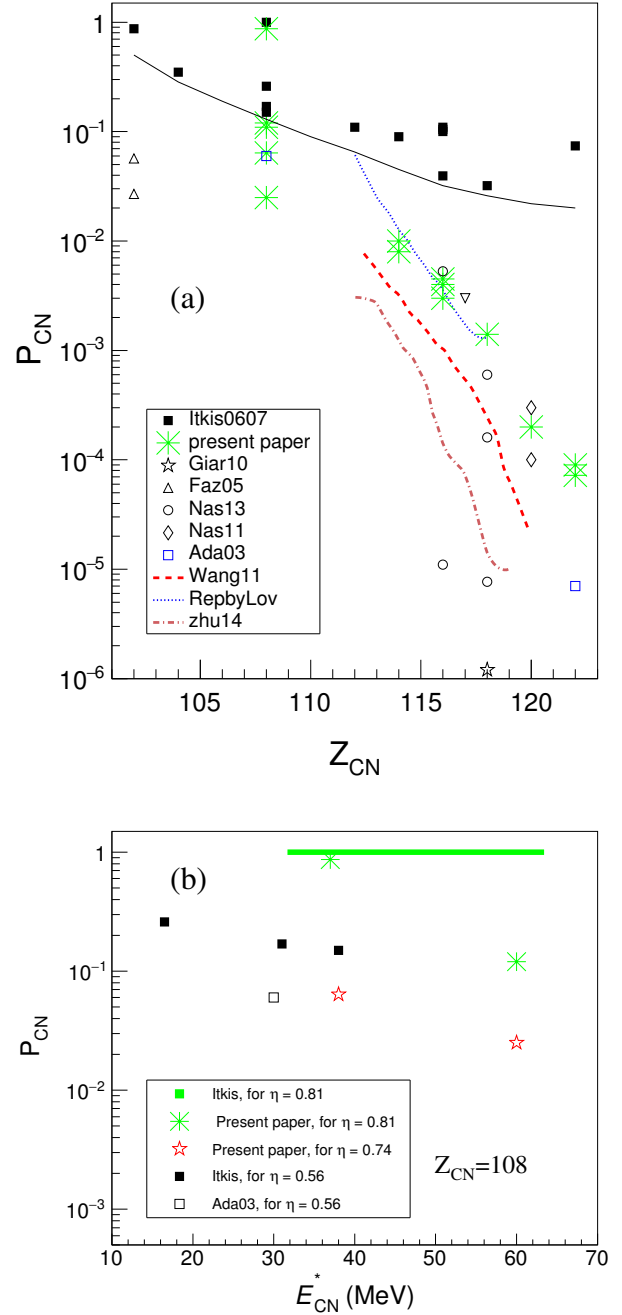 1
10⁻¹
10⁻²
10⁻³
10⁻⁴
10⁻⁵
10⁻⁶
P_CN
(a)
Itkis0607
present paper
Giar10
Faz05
Nas13
Nas11
Ada03
Wang11
RepbyLov
zhu14
105 110 115 120
Z_CN
(b)
1
10⁻¹
10⁻²
10⁻³
P_CN
Itkis, for η = 0.81
Present paper, for η = 0.81
Present paper, for η = 0.74
Itkis, for η = 0.56
Ada03, for η = 0.56
Z_CN=108
10 20 30 40 50 60 70
E*_CN (MeV)